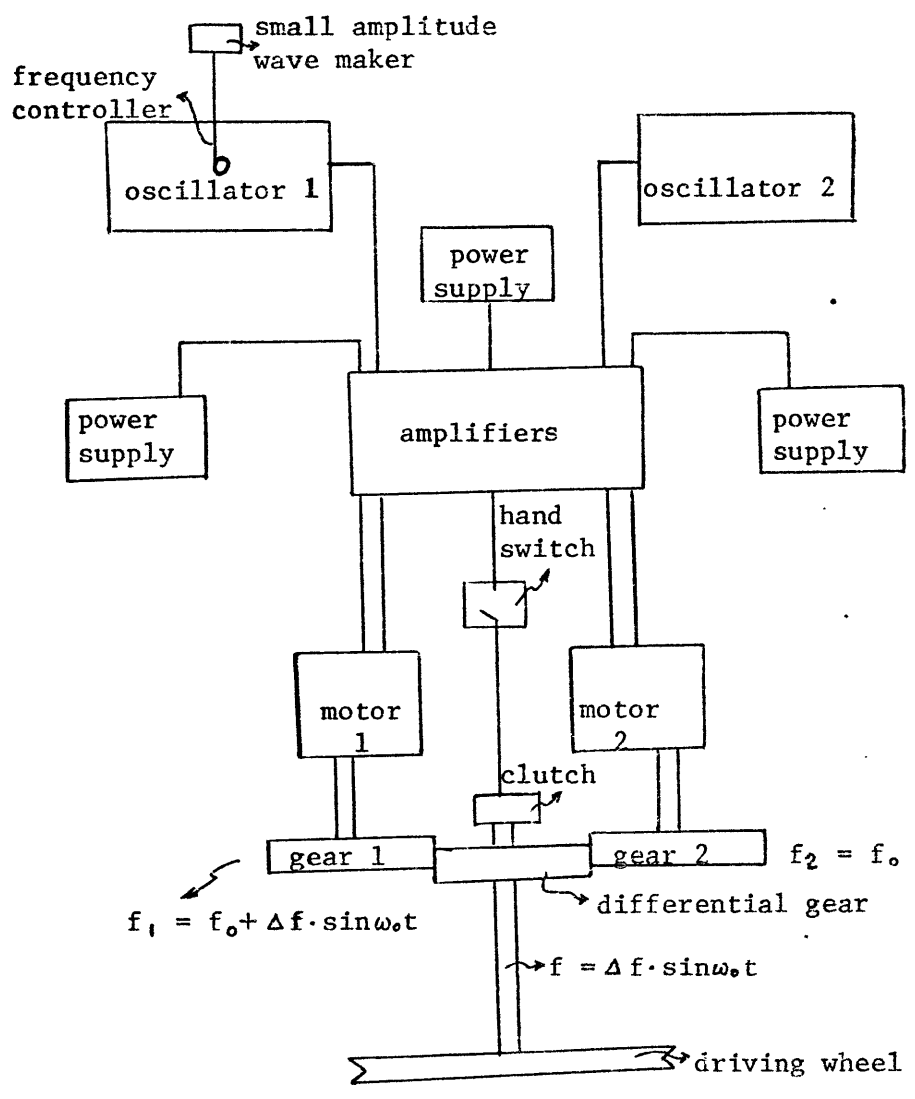 small amplitude
wave maker
frequency
controller
oscillator 1
oscillator 2
power
supply
power
supply
amplifiers
power
supply
hand
switch
motor
1
motor
2
clutch
gear 1
gear 2
f₂ = f₀
f₁ = f₀ + Δf·sinω₀t
differential gear
f = Δf·sinω₀t
driving wheel